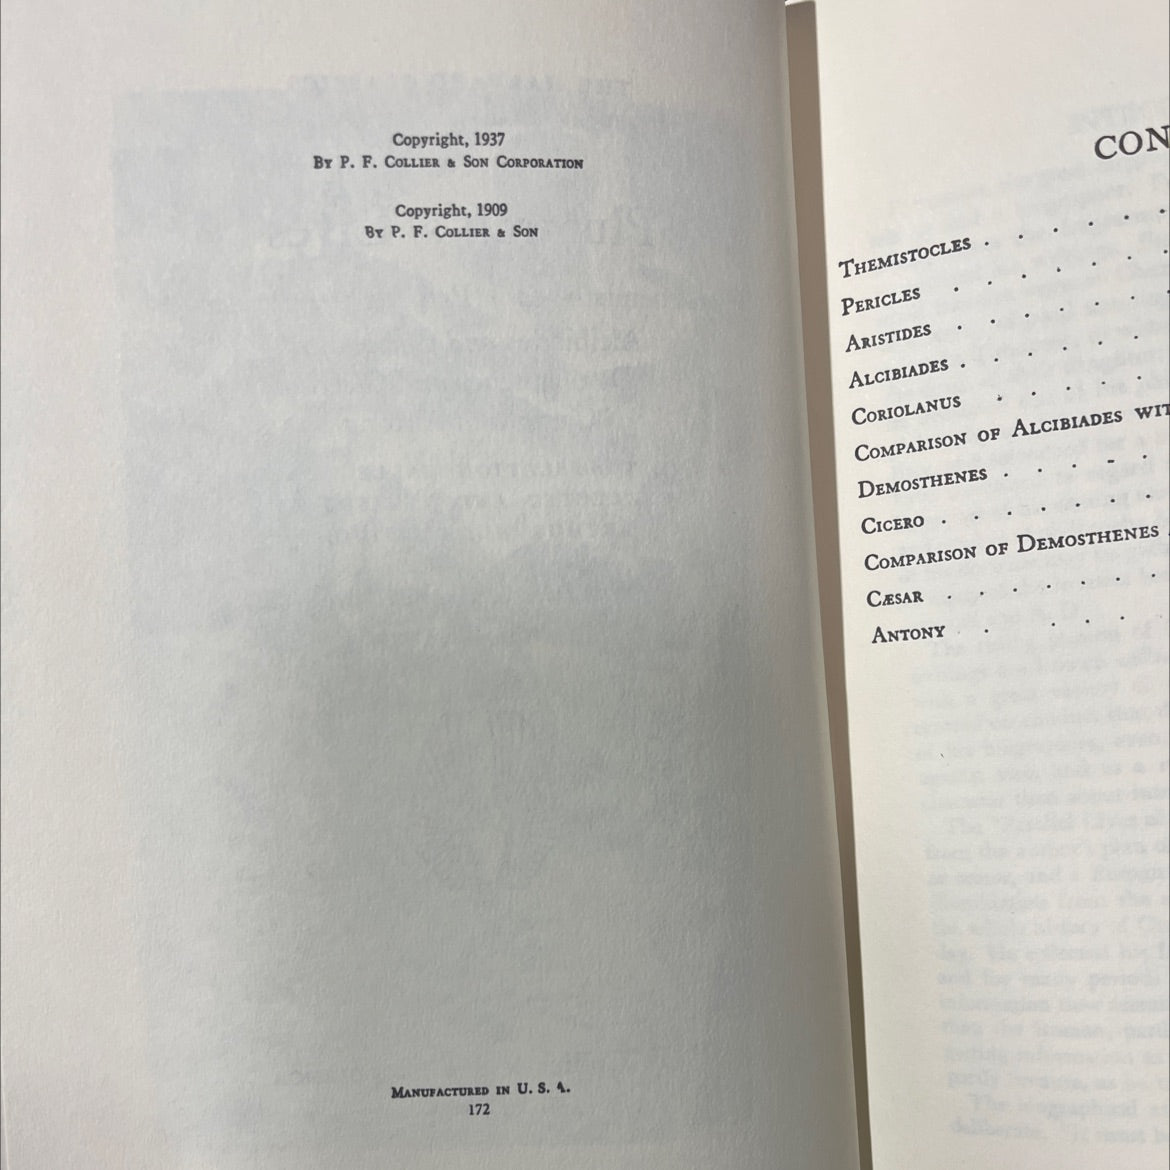 Copyright, 1937
By P. F. Collier & Son Corporation
Copyright, 1909
By P. F. Collier & Son
Manufactured in U. S. A.
172
CON
Themistocles . . . . . .
Pericles . . . . . . .
Aristides . . . . . . .
Alcibiades . . . . . .
Coriolanus . . . . .
Comparison of Alcibiades wit
Demosthenes . . . - .
Cicero . . . . . . .
Comparison of Demosthenes
Cæsar . . . . . . .
Antony . . . . .